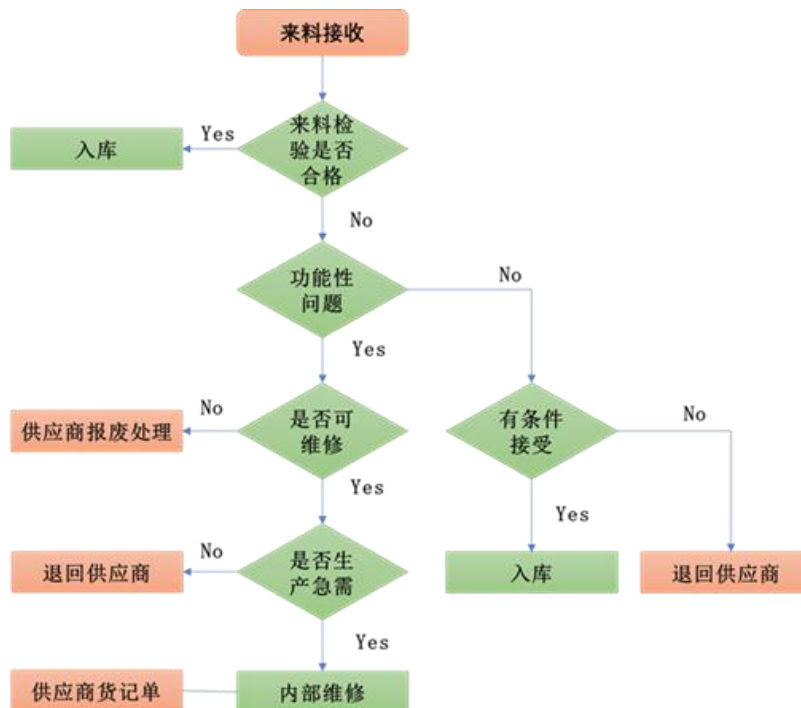 来料接收
来料检
验是否
合格
Yes
入库
No
功能性
问题
No
Yes
是否可
维修
No
供应商报废处理
有条件
接受
No
Yes
Yes
是否生
产急需
No
退回供应商
入库
退回供应商
Yes
供应商货记单
内部维修